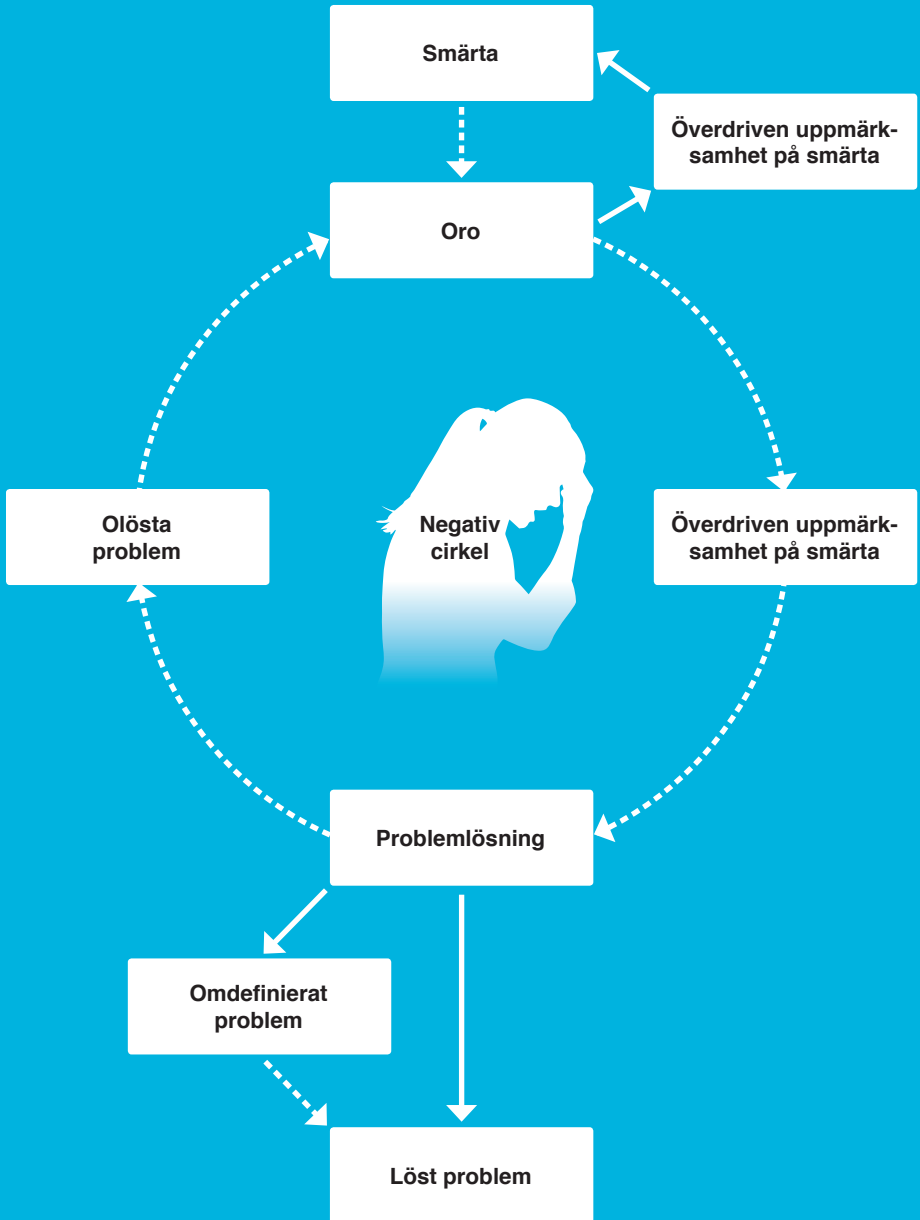 Smärta
Överdriven uppmärk-
samhet på smärta
Oro
Olösta
problem
Negativ
cirkel
Överdriven uppmärk-
samhet på smärta
Problemlösning
Omdefinierat
problem
Löst problem